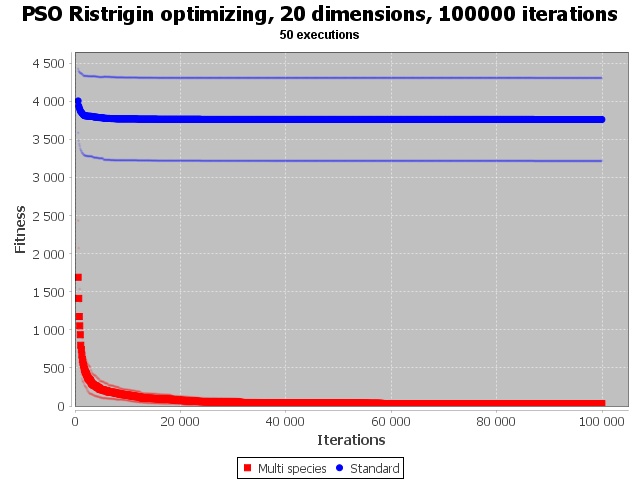 PSO Ristrigin optimizing, 20 dimensions, 100000 iterations
50 executions
4 500
4 000
3 500
3 000
2 500
2 000
1 500
1 000
500
0
Fitness
0 20 000 40 000 60 000 80 000 100 000
Iterations
Multi species Standard